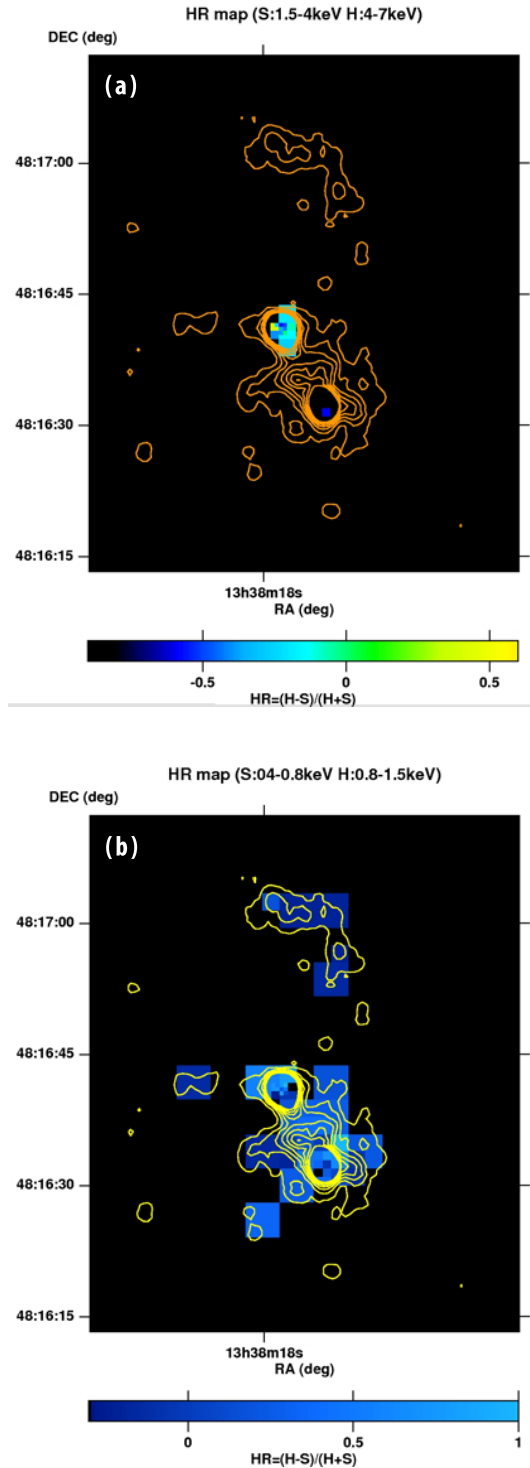 HR map (S:1.5-4keV H:4-7keV)
DEC (deg)
(a)
48:17:00
48:16:45
48:16:30
48:16:15
13h38m18s
RA (deg)
-0.5 0 0.5
HR=(H-S)/(H+S)
HR map (S:04-0.8keV H:0.8-1.5keV)
DEC (deg)
(b)
48:17:00
48:16:45
48:16:30
48:16:15
13h38m18s
RA (deg)
0 0.5 1
HR=(H-S)/(H+S)